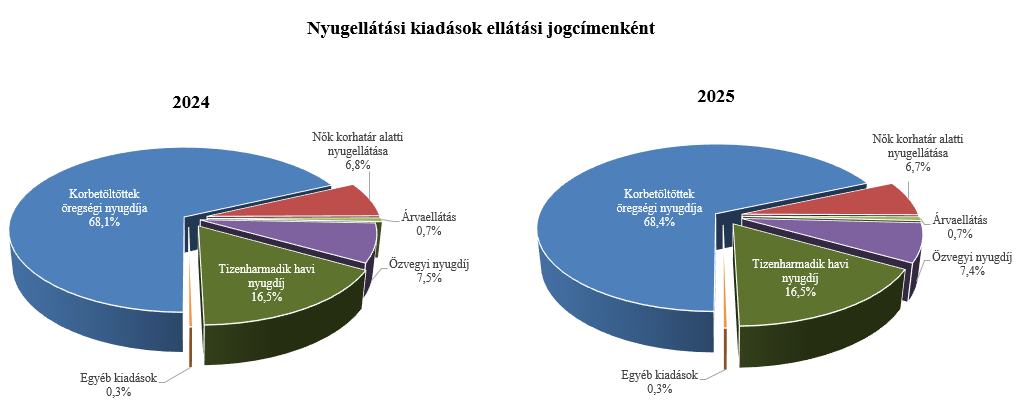 Nyugellátási kiadások ellátási jogcímenként
2024
Nők korhatár alatti
nyugellátása
6,8%
Korbetöltöttek
öregségi nyugdíja
68,1%
Árvaellátás
0,7%
Özvegyi nyugdíj
7,5%
Tizenharmadik havi
nyugdíj
16,5%
Egyéb kiadások
0,3%
2025
Nők korhatár alatti
nyugellátása
6,7%
Korbetöltöttek
öregségi nyugdíja
68,4%
Árvaellátás
0,7%
Özvegyi nyugdíj
7,4%
Tizenharmadik havi
nyugdíj
16,5%
Egyéb kiadások
0,3%